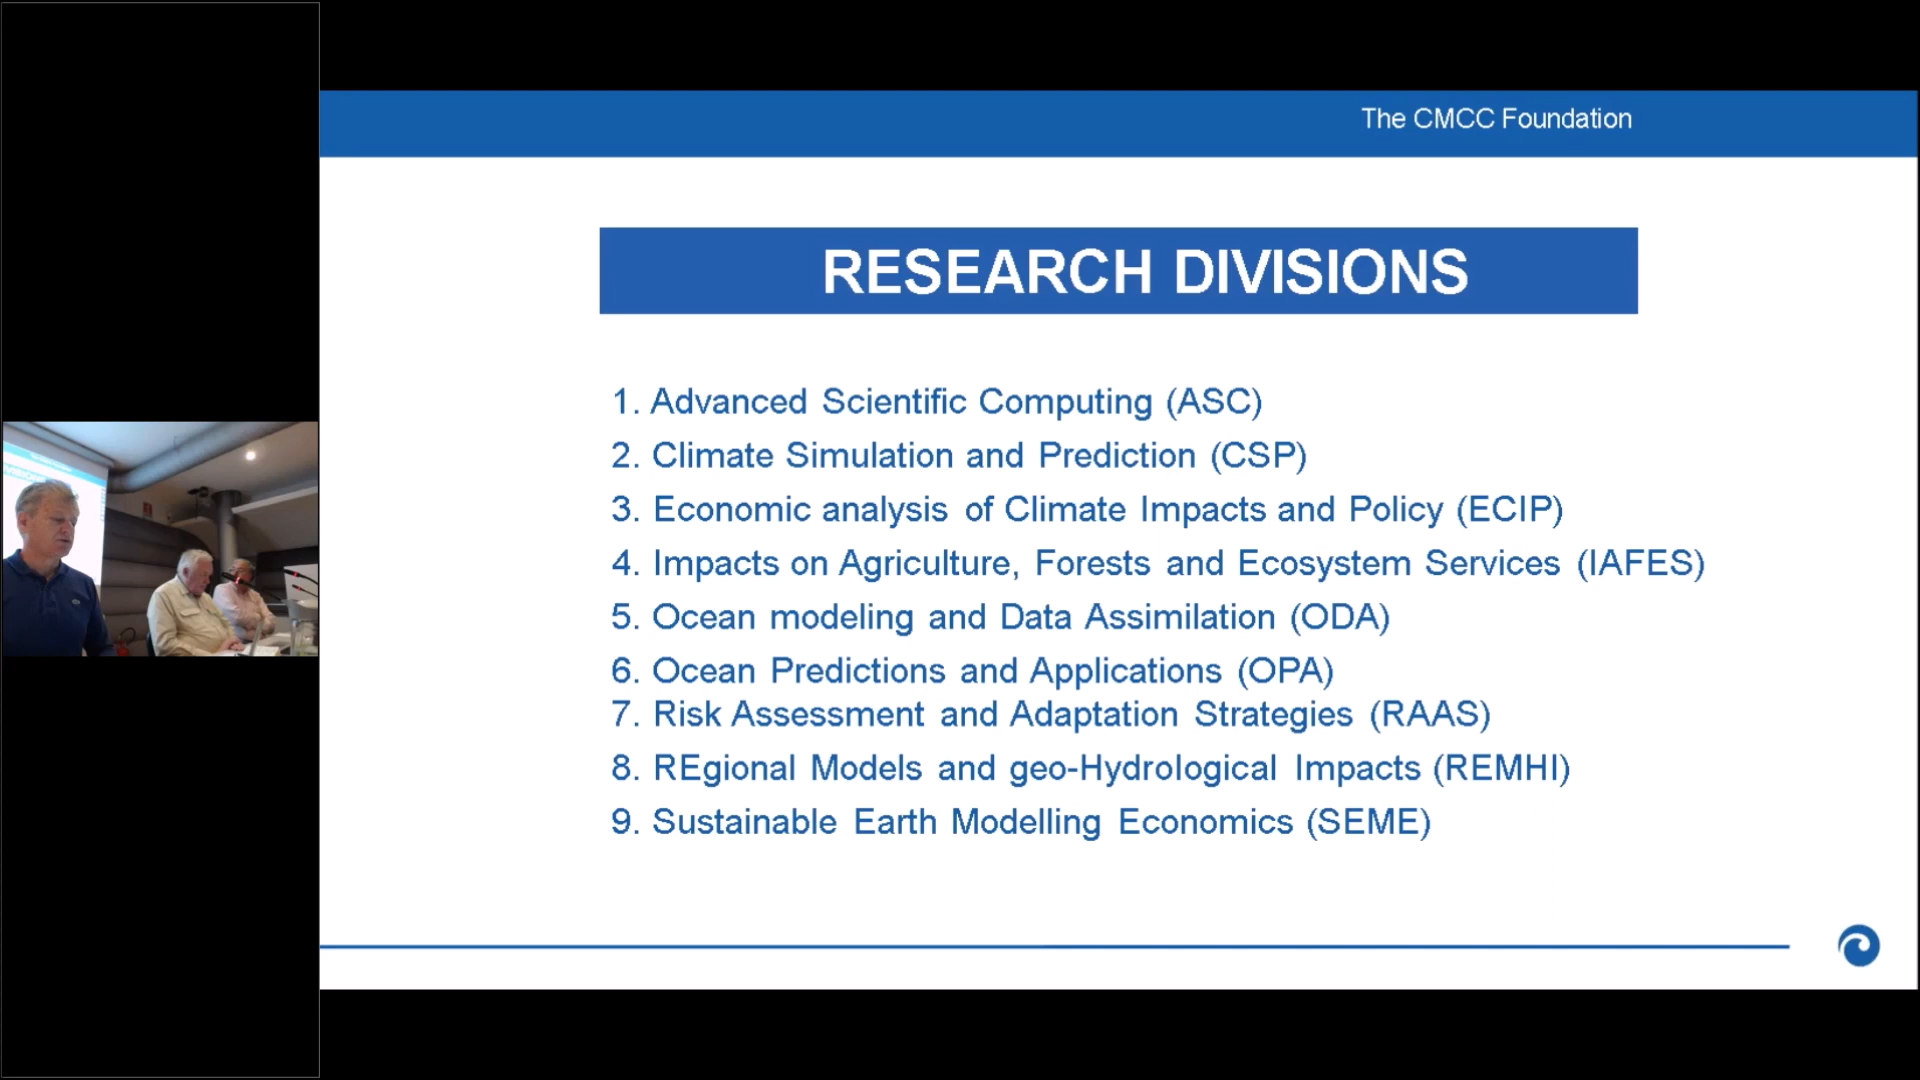 The CMCC Foundation
RESEARCH DIVISIONS
1. Advanced Scientific Computing (ASC)
2. Climate Simulation and Prediction (CSP)
3. Economic analysis of Climate Impacts and Policy (ECIP)
4. Impacts on Agriculture, Forests and Ecosystem Services (IAFES)
5. Ocean modeling and Data Assimilation (ODA)
6. Ocean Predictions and Applications (OPA)
7. Risk Assessment and Adaptation Strategies (RAAS)
8. REgional Models and geo-Hydrological Impacts (REMHI)
9. Sustainable Earth Modelling Economics (SEME)